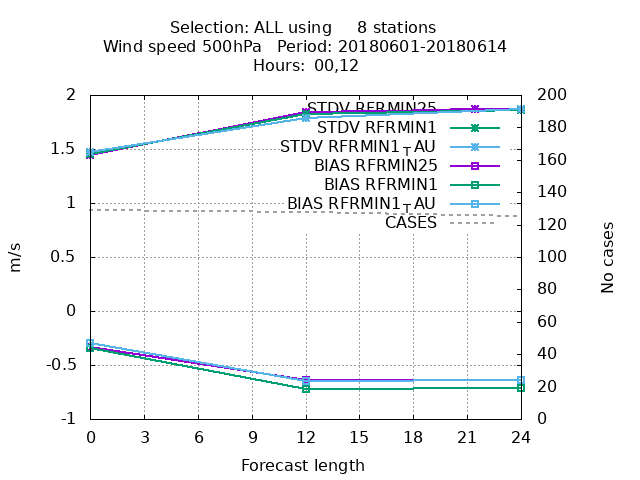 Selection: ALL using     8 stations
Wind speed 500hPa   Period: 20180601-20180614
Hours:  00,12
2
1.5
1
0.5
0
-0.5
-1
m/s
STDV RFRMIN25
STDV RFRMIN1
STDV RFRMIN1_TAU
BIAS RFRMIN25
BIAS RFRMIN1
BIAS RFRMIN1_TAU
CASES
200
180
160
140
120
100
80
60
40
20
0
No cases
0 3 6 9 12 15 18 21 24
Forecast length